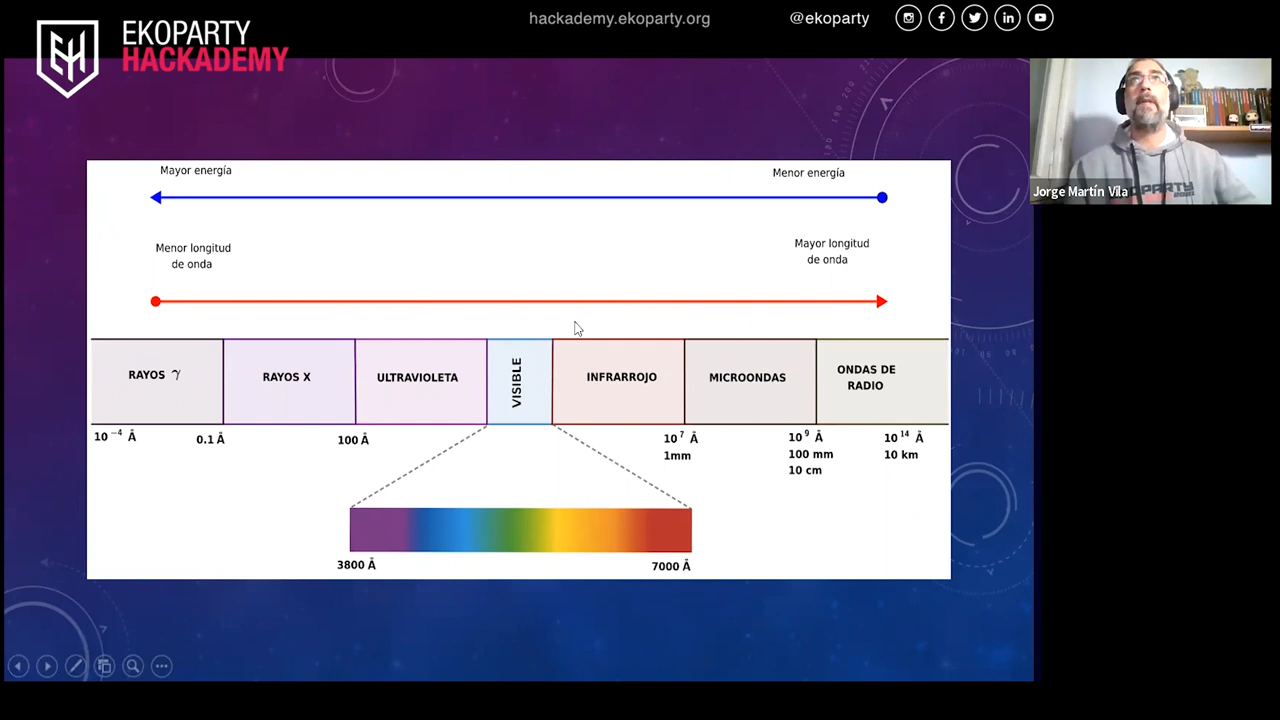 EKOPARTY
HACKADEMY
hackademy.ekoparty.org
@ekoparty
Jorge Martín Vila
Mayor energía
Menor energía
Menor longitud
de onda
Mayor longitud
de onda
RAYOS γ
RAYOS X
ULTRAVIOLETA
VISIBLE
INFRARROJO
MICROONDAS
ONDAS DE
RADIO
10⁻⁴ Å
0.1 Å
100 Å
10⁷ Å
1mm
10⁹ Å
100 mm
10 cm
10¹⁴ Å
10 km
3800 Å
7000 Å